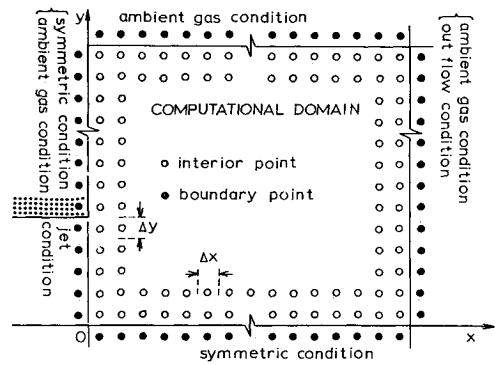 y
ambient gas condition
symmetric condition
ambient gas condition
ambient gas condition
out flow condition
COMPUTATIONAL DOMAIN
interior point
boundary point
Δy
jet
condition
Δx
O
x
symmetric condition